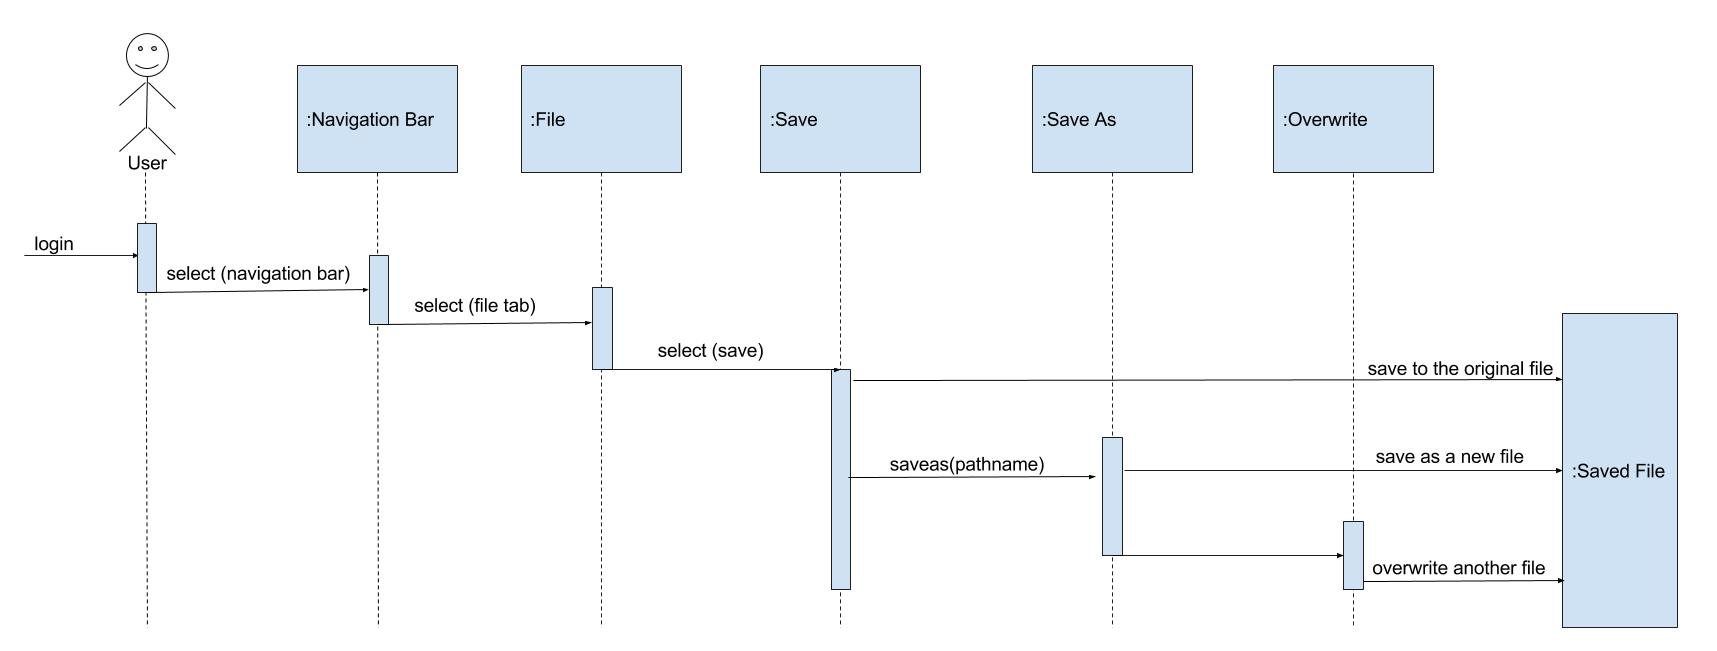 User
:Navigation Bar
:File
:Save
:Save As
:Overwrite
login
select (navigation bar)
select (file tab)
select (save)
save to the original file
saveas(pathname)
save as a new file
:Saved File
overwrite another file